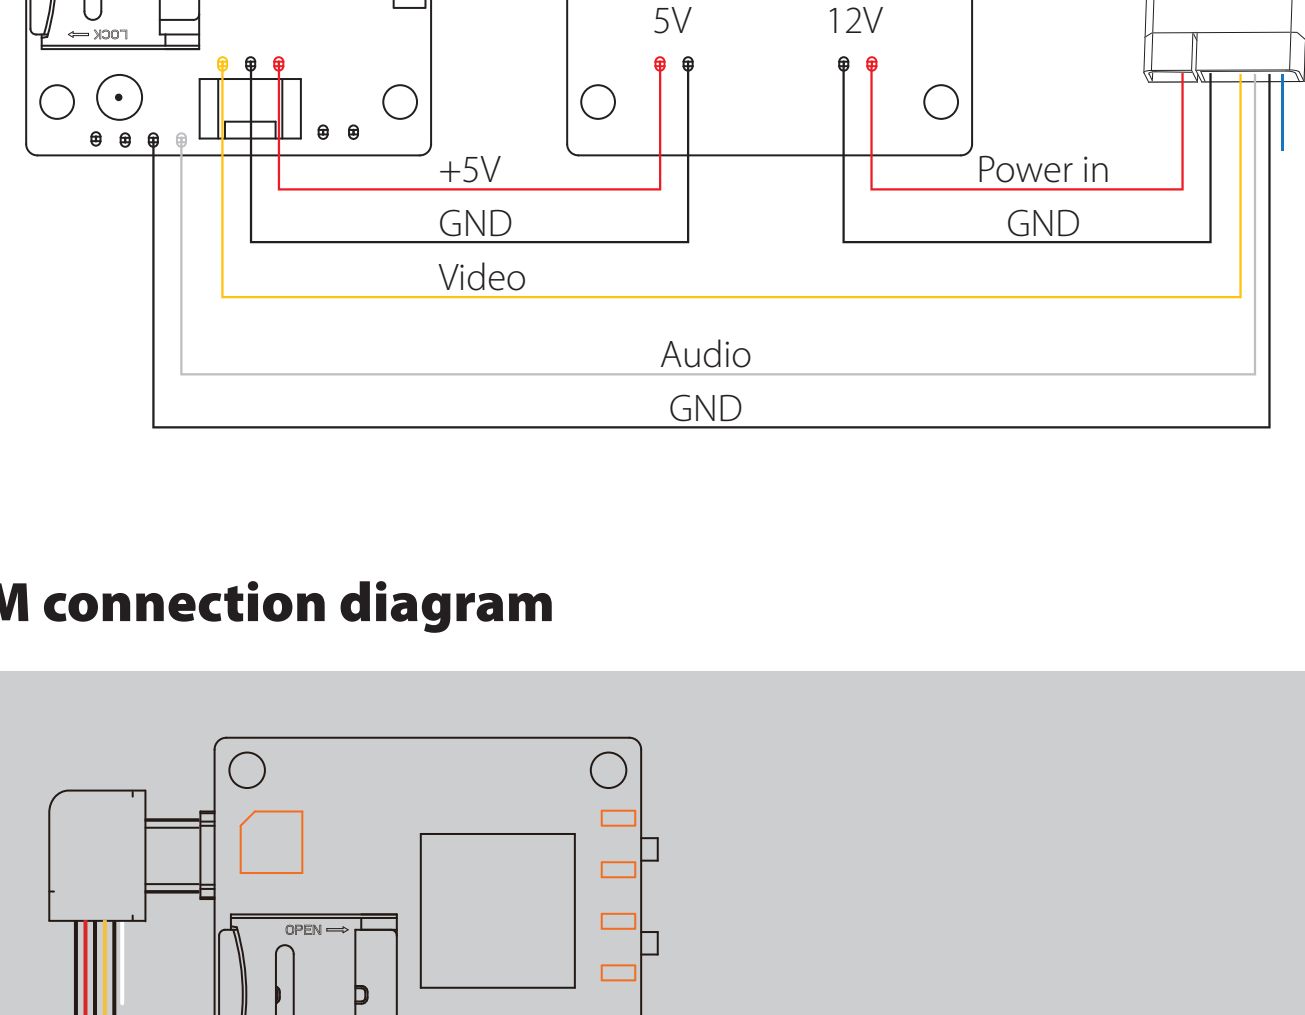 5V 12V
LOCK
+5V Power in
GND GND
Video
Audio
GND
M connection diagram
OPEN